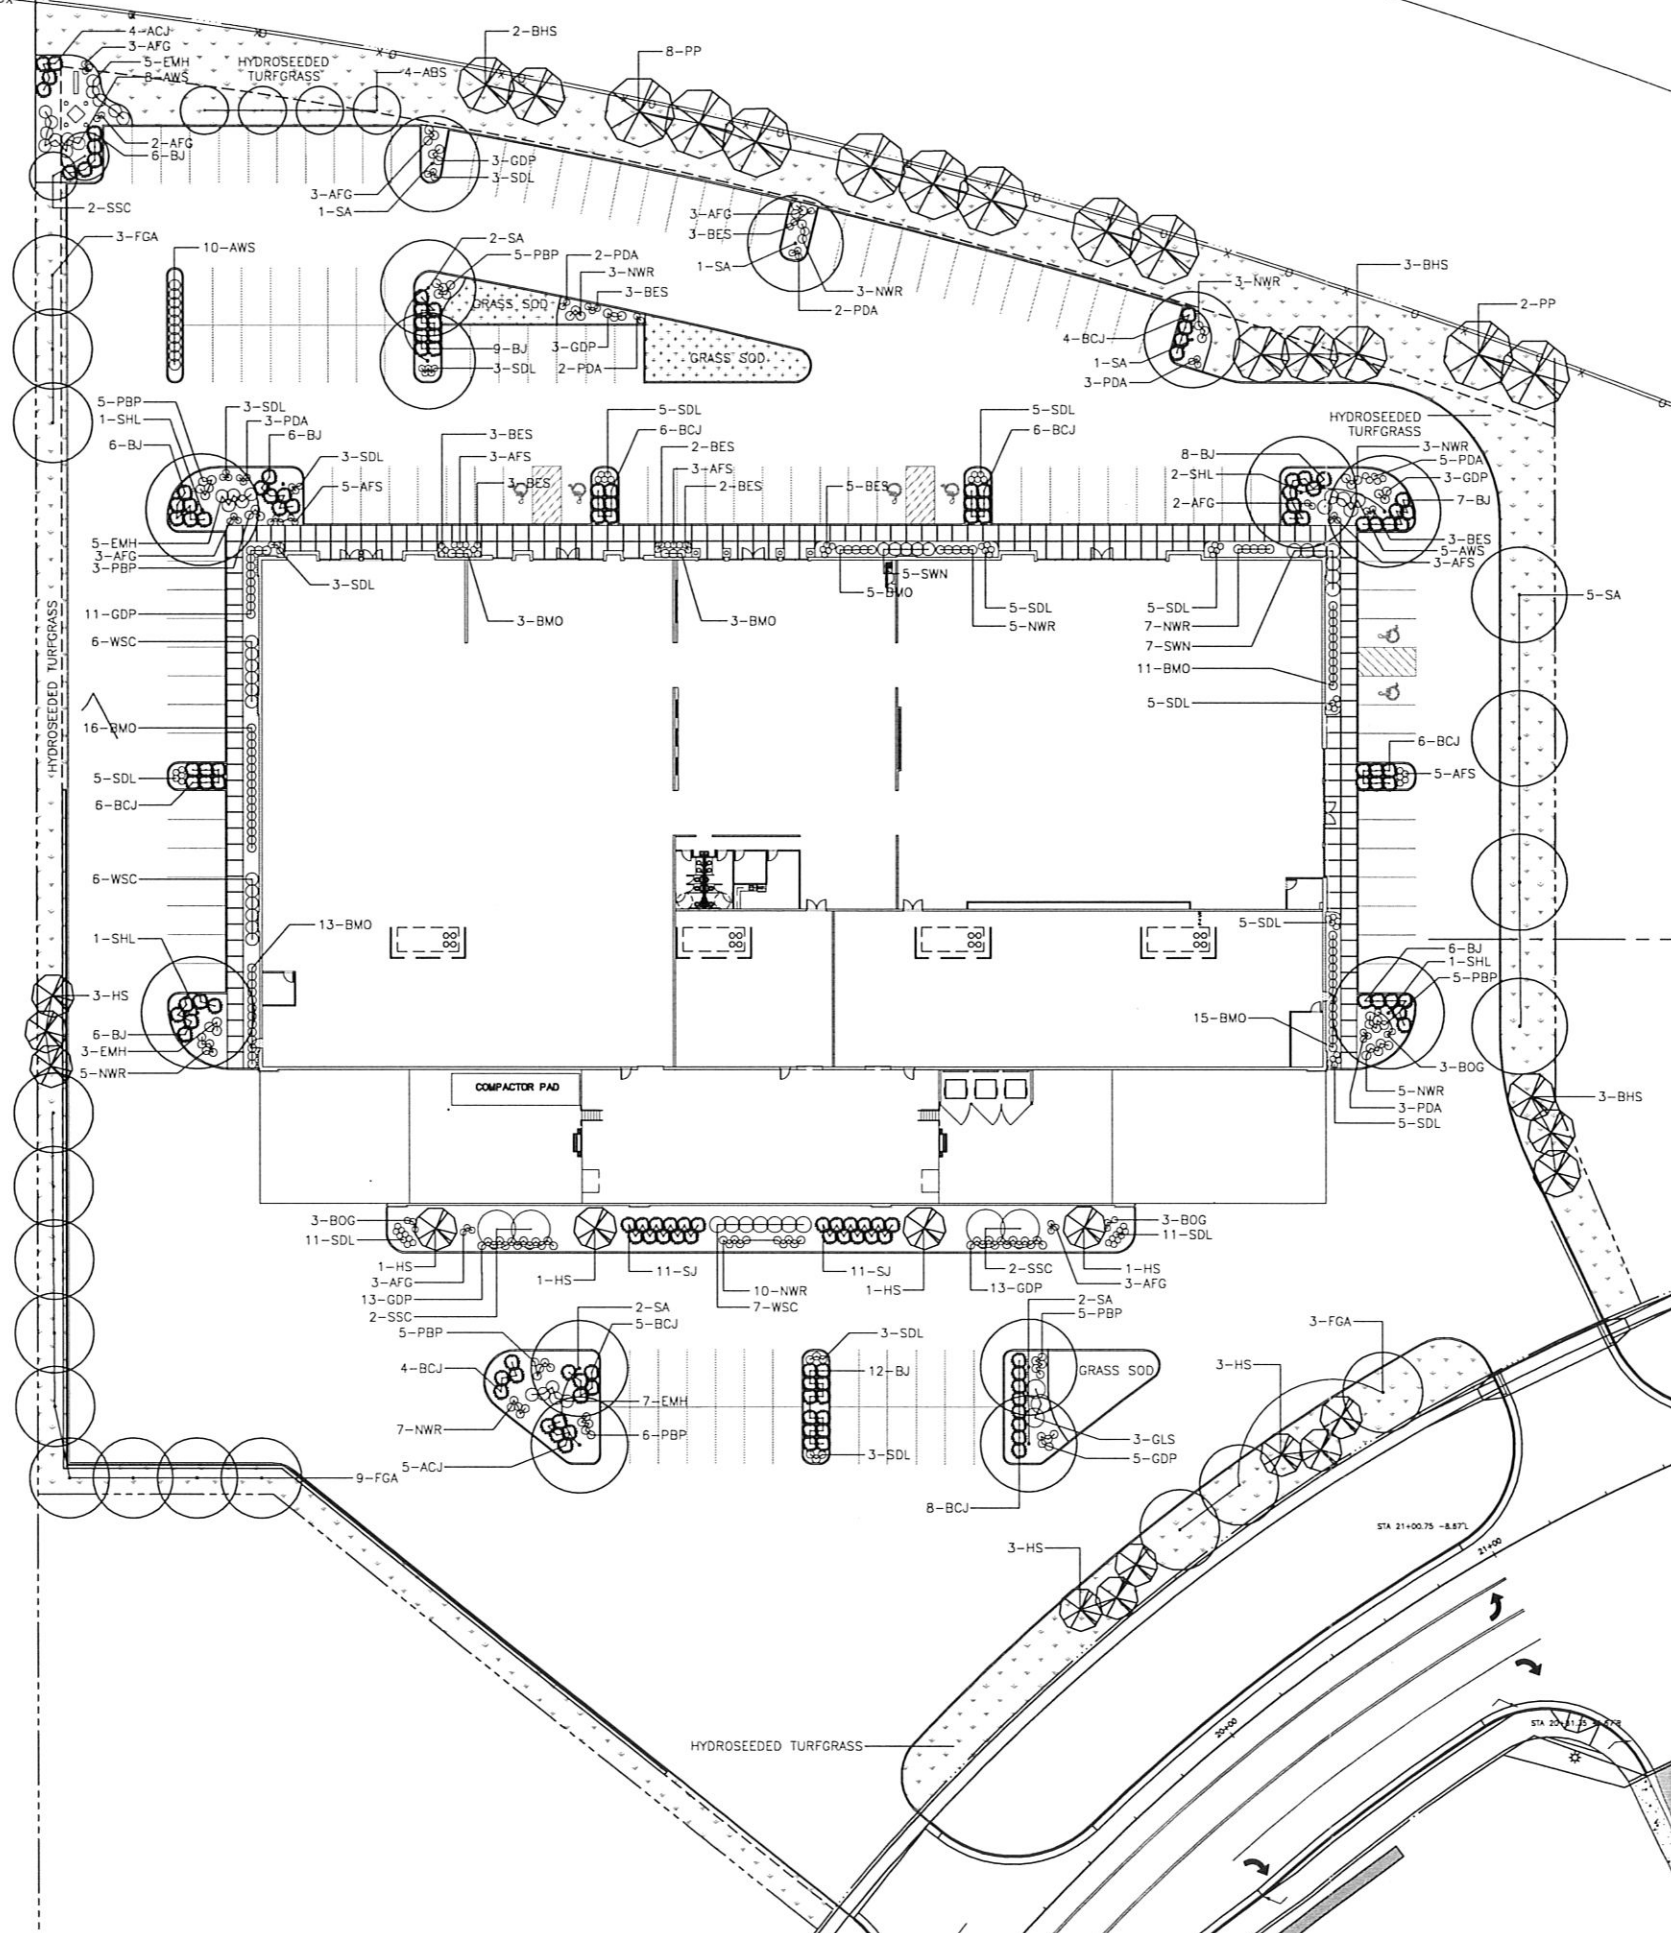 4-ACJ
3-AFG
5-EMH
8-AWS
HYDROSEEDED
TURFGRASS
4-ABS
2-BHS
8-PP
2-AFG
6-BJ
2-SSC
3-AFG
1-SA
3-GDP
3-SDL
3-FGA
10-AWS
2-SA
5-PBP
2-PDA
3-NWR
3-BES
GRASS SOD
9-BJ
3-SDL
3-GDP
2-PDA
GRASS SOD
3-AFG
3-BES
1-SA
3-NWR
2-PDA
3-NWR
3-BHS
4-BCJ
1-SA
3-PDA
2-PP
HYDROSEEDED
TURFGRASS
5-PBP
1-SHL
6-BJ
3-SDL
3-PDA
6-BJ
3-SDL
5-AFS
3-BES
3-AFS
3-BES
5-SDL
6-BCJ
2-BES
3-AFS
2-BES
5-BES
5-SDL
6-BCJ
8-BJ
2-SHL
2-AFG
3-NWR
5-PDA
3-GDP
7-BJ
3-BES
5-AWS
3-AFS
5-EMH
3-AFG
3-PBP
3-SDL
11-GDP
6-WSC
3-BMO
3-BMO
5-SWN
5-BMO
5-SDL
5-NWR
5-SDL
7-NWR
7-SWN
11-BMO
5-SDL
5-SA
HYDROSEEDED TURFGRASS
16-BMO
5-SDL
6-BCJ
6-BCJ
5-AFS
6-WSC
1-SHL
13-BMO
5-SDL
6-BJ
1-SHL
5-PBP
3-HS
6-BJ
3-EMH
5-NWR
15-BMO
3-BOG
5-NWR
3-PDA
5-SDL
3-BHS
COMPACTOR PAD
3-BOG
11-SDL
1-HS
3-AFG
13-GDP
2-SSC
1-HS
11-SJ
10-NWR
7-WSC
11-SJ
1-HS
2-SSC
13-GDP
3-BOG
11-SDL
1-HS
3-AFG
2-SA
5-BCJ
5-PBP
4-BCJ
7-NWR
5-ACJ
7-EMH
6-PBP
3-SDL
12-BJ
3-SDL
2-SA
5-PBP
GRASS SOD
3-GLS
5-GDP
8-BCJ
3-FGA
3-HS
9-FGA
3-HS
STA 21+00.75 -8.67'L
21+00
HYDROSEEDED TURFGRASS
20+00
STA